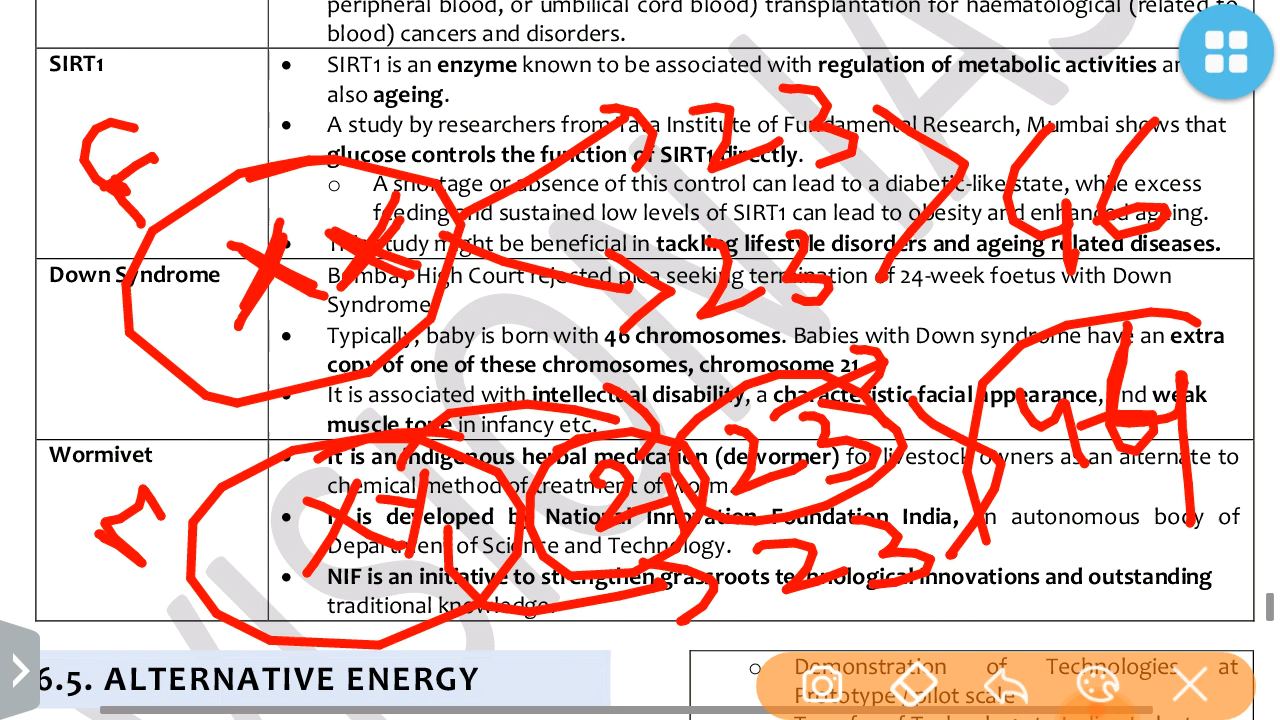 peripheral blood, or umbilical cord blood) transplantation for haematological (related to
blood) cancers and disorders.
SIRT1
• SIRT1 is an enzyme known to be associated with regulation of metabolic activities
also ageing.
• A study by researchers from Tata Institute of Fundamental Research, Mumbai shows that
glucose controls the function of SIRT1 directly.
o A shortage or absence of this control can lead to a diabetic-like state, while excess
feeding and sustained low levels of SIRT1 can lead to obesity and enhanced ageing.
• This study might be beneficial in tackling lifestyle disorders and ageing related diseases.
Down Syndrome
• Bombay High Court rejected plea seeking termination of 24-week foetus with Down
Syndrome
• Typically, baby is born with 46 chromosomes. Babies with Down syndrome have an extra
copy of one of these chromosomes, chromosome 21
• It is associated with intellectual disability, a characteristic facial appearance, and weak
muscle tone in infancy etc.
Wormivet
• It is an indigenous herbal medication (dewormer) for livestock owners as an alternate to
chemical method of treatment of worm.
• It is developed by National Innovation Foundation India, an autonomous body of
Department of Science and Technology.
• NIF is an initiative to strengthen grassroots technological innovations and outstanding
traditional knowledge.
6.5. ALTERNATIVE ENERGY
o Demonstration of Technologies at
Prototype/ pilot scale
XX
23
23
46
XY
2
23
23
VISION IAS